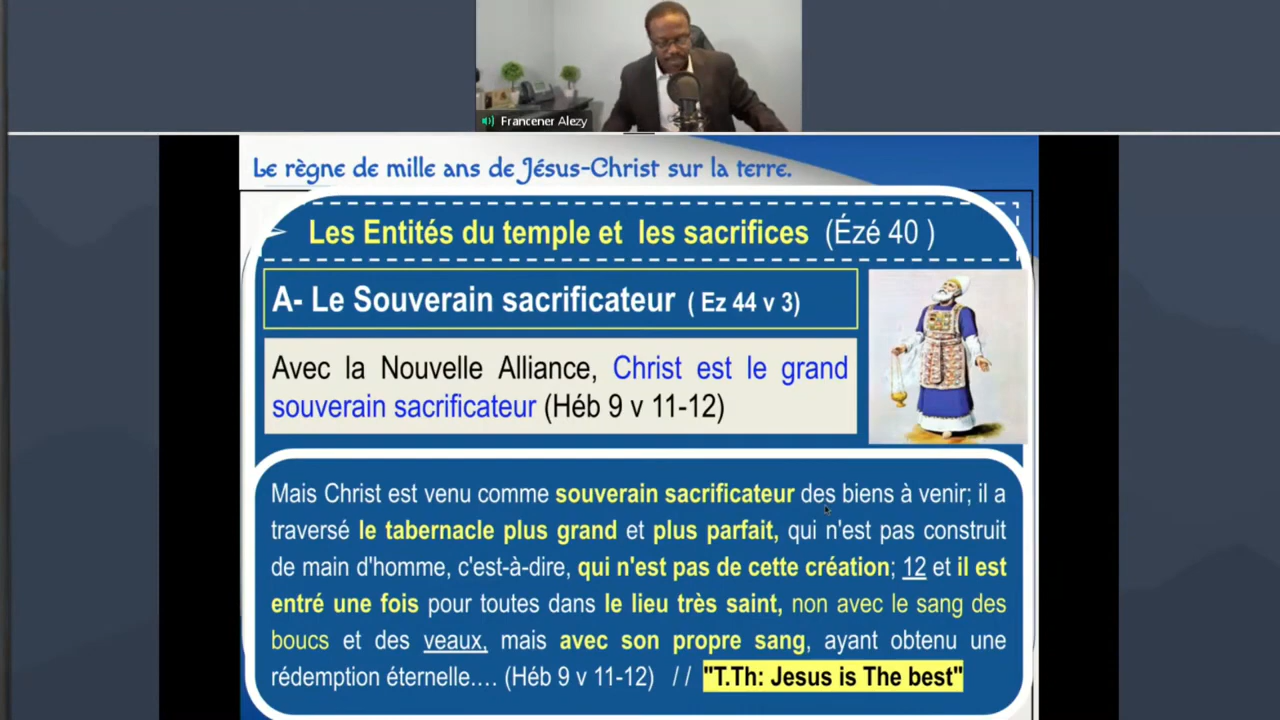 Francener Alezy
Le règne de mille ans de Jésus-Christ sur la terre.
Les Entités du temple et les sacrifices (Ézé 40 )
A- Le Souverain sacrificateur ( Ez 44 v 3)
Avec la Nouvelle Alliance, Christ est le grand
souverain sacrificateur (Héb 9 v 11-12)
Mais Christ est venu comme souverain sacrificateur des biens à venir; il a
traversé le tabernacle plus grand et plus parfait, qui n'est pas construit
de main d'homme, c'est-à-dire, qui n'est pas de cette création; 12 et il est
entré une fois pour toutes dans le lieu très saint, non avec le sang des
boucs et des veaux, mais avec son propre sang, ayant obtenu une
rédemption éternelle.... (Héb 9 v 11-12) // "T.Th: Jesus is The best"